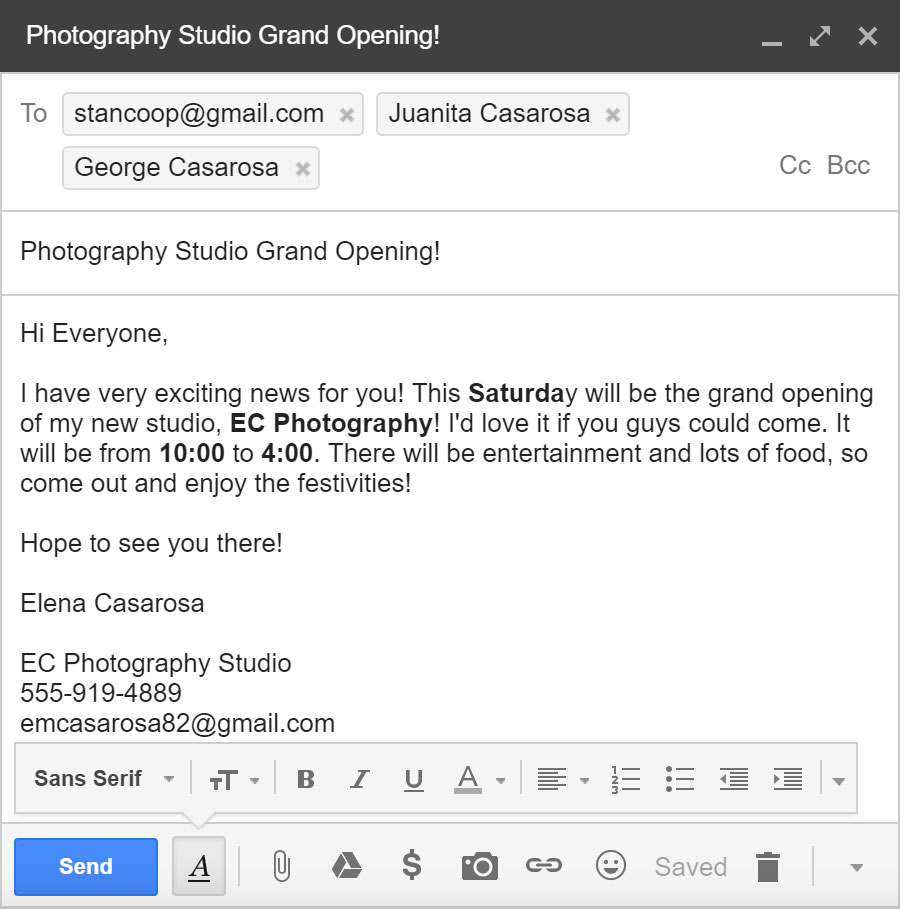 Photography Studio Grand Opening!
To stancoop@gmail.com Juanita Casarosa
George Casarosa Cc Bcc
Photography Studio Grand Opening!
Hi Everyone,
I have very exciting news for you! This Saturday will be the grand opening
of my new studio, EC Photography! I'd love it if you guys could come. It
will be from 10:00 to 4:00. There will be entertainment and lots of food, so
come out and enjoy the festivities!
Hope to see you there!
Elena Casarosa
EC Photography Studio
555-919-4889
emcasarosa82@gmail.com
Sans Serif TT B I U A
Send A $ Saved